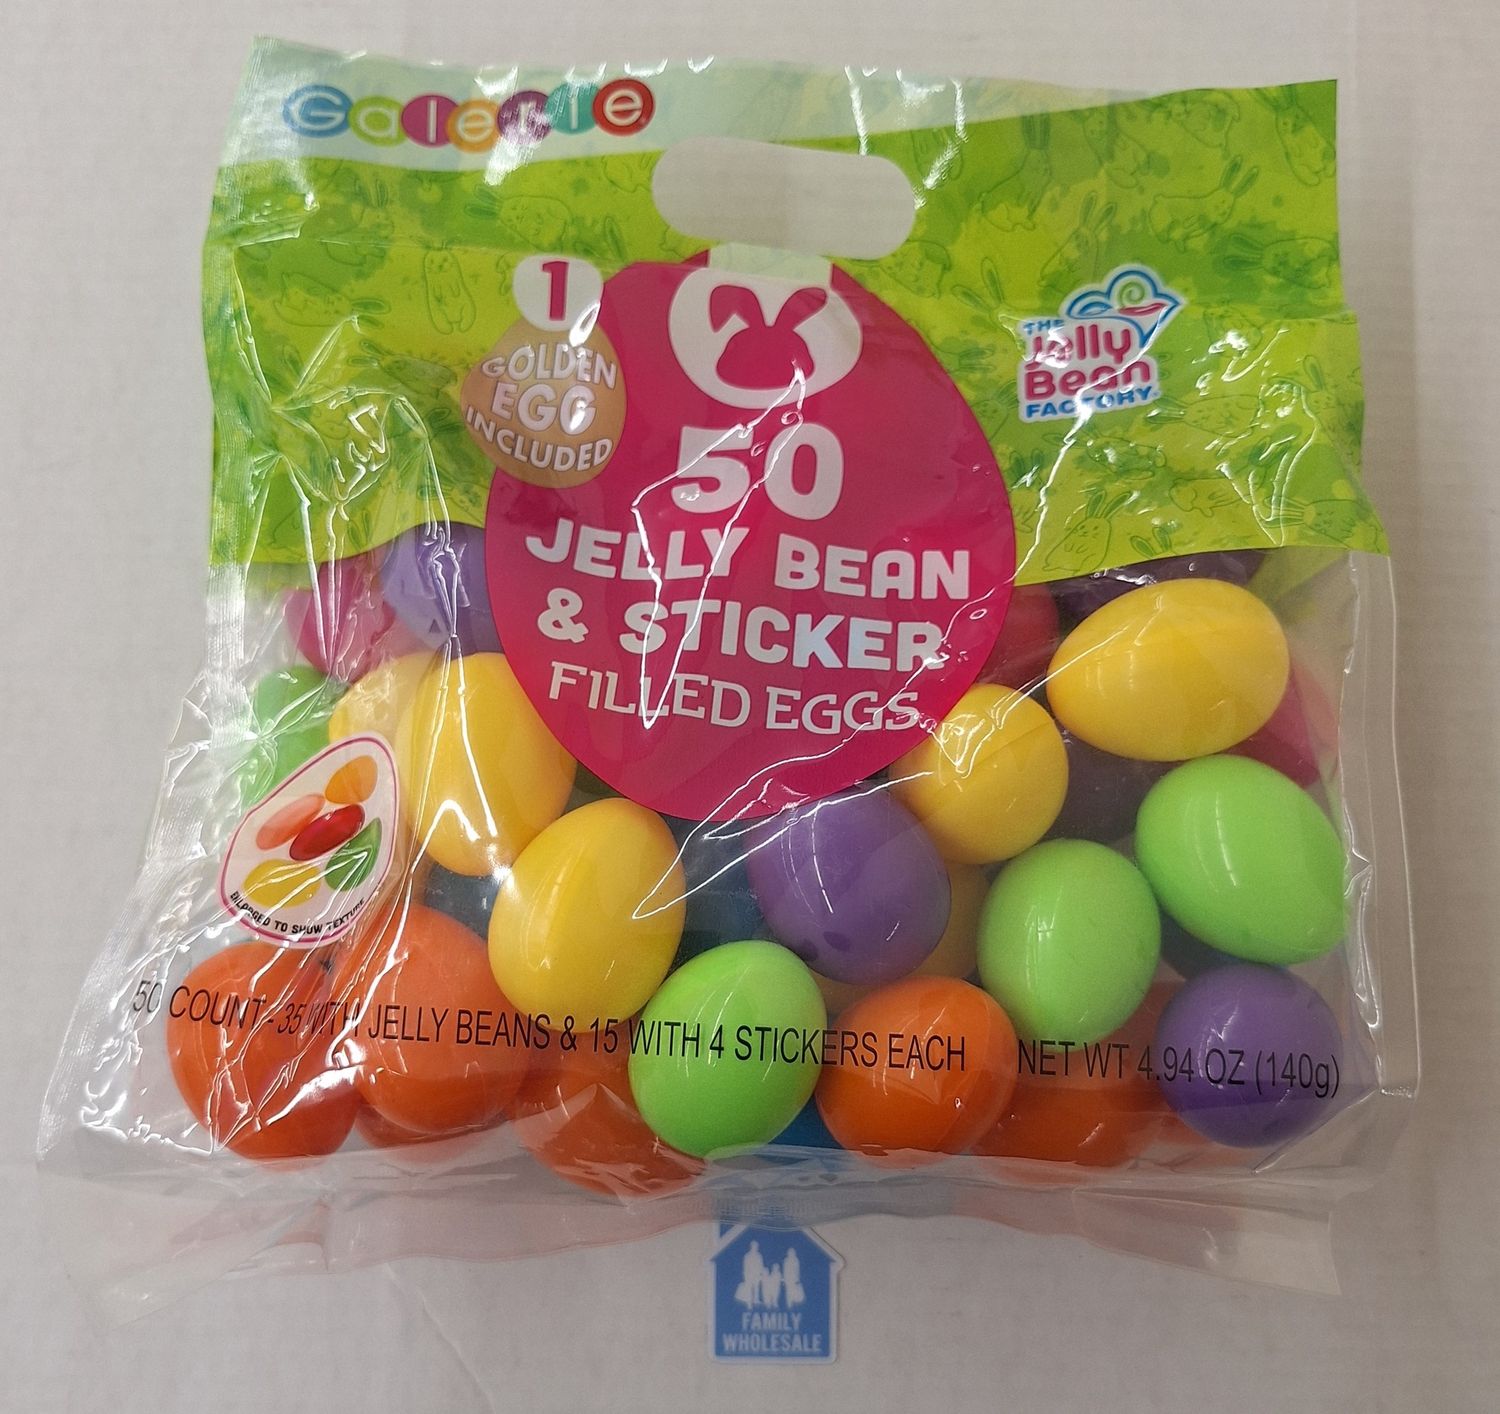 Galerie
1
GOLDEN
EGG
INCLUDED
THE
Jelly
Bean
FACTORY
50
JELLY BEAN
& STICKER
FILLED EGGS
ENLARGED TO SHOW TEXTURE
50 COUNT - 35 WITH JELLY BEANS & 15 WITH 4 STICKERS EACH
NET WT 4.94 OZ (140g)
FAMILY
WHOLESALE